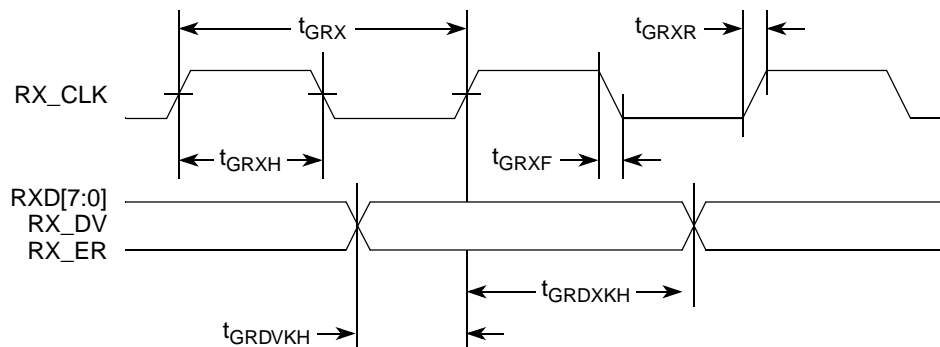 tGRX
tGRXR
RX_CLK
tGRXH
tGRXF
RXD[7:0]
RX_DV
RX_ER
tGRDXKH
tGRDVKH